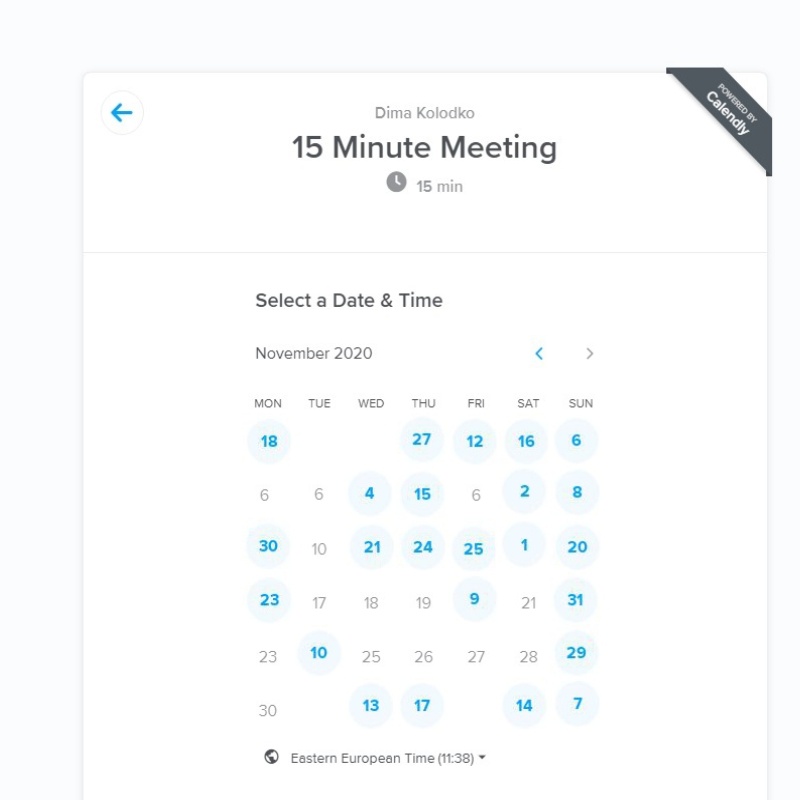 POWERED BY
Calendly
Dima Kolodko
15 Minute Meeting
15 min
Select a Date & Time
November 2020
MON TUE WED THU FRI SAT SUN
18 27 12 16 6
6 6 4 15 6 2 8
30 10 21 24 25 1 20
23 17 18 19 9 21 31
23 10 25 26 27 28 29
30 13 17 14 7
Eastern European Time (11:38)